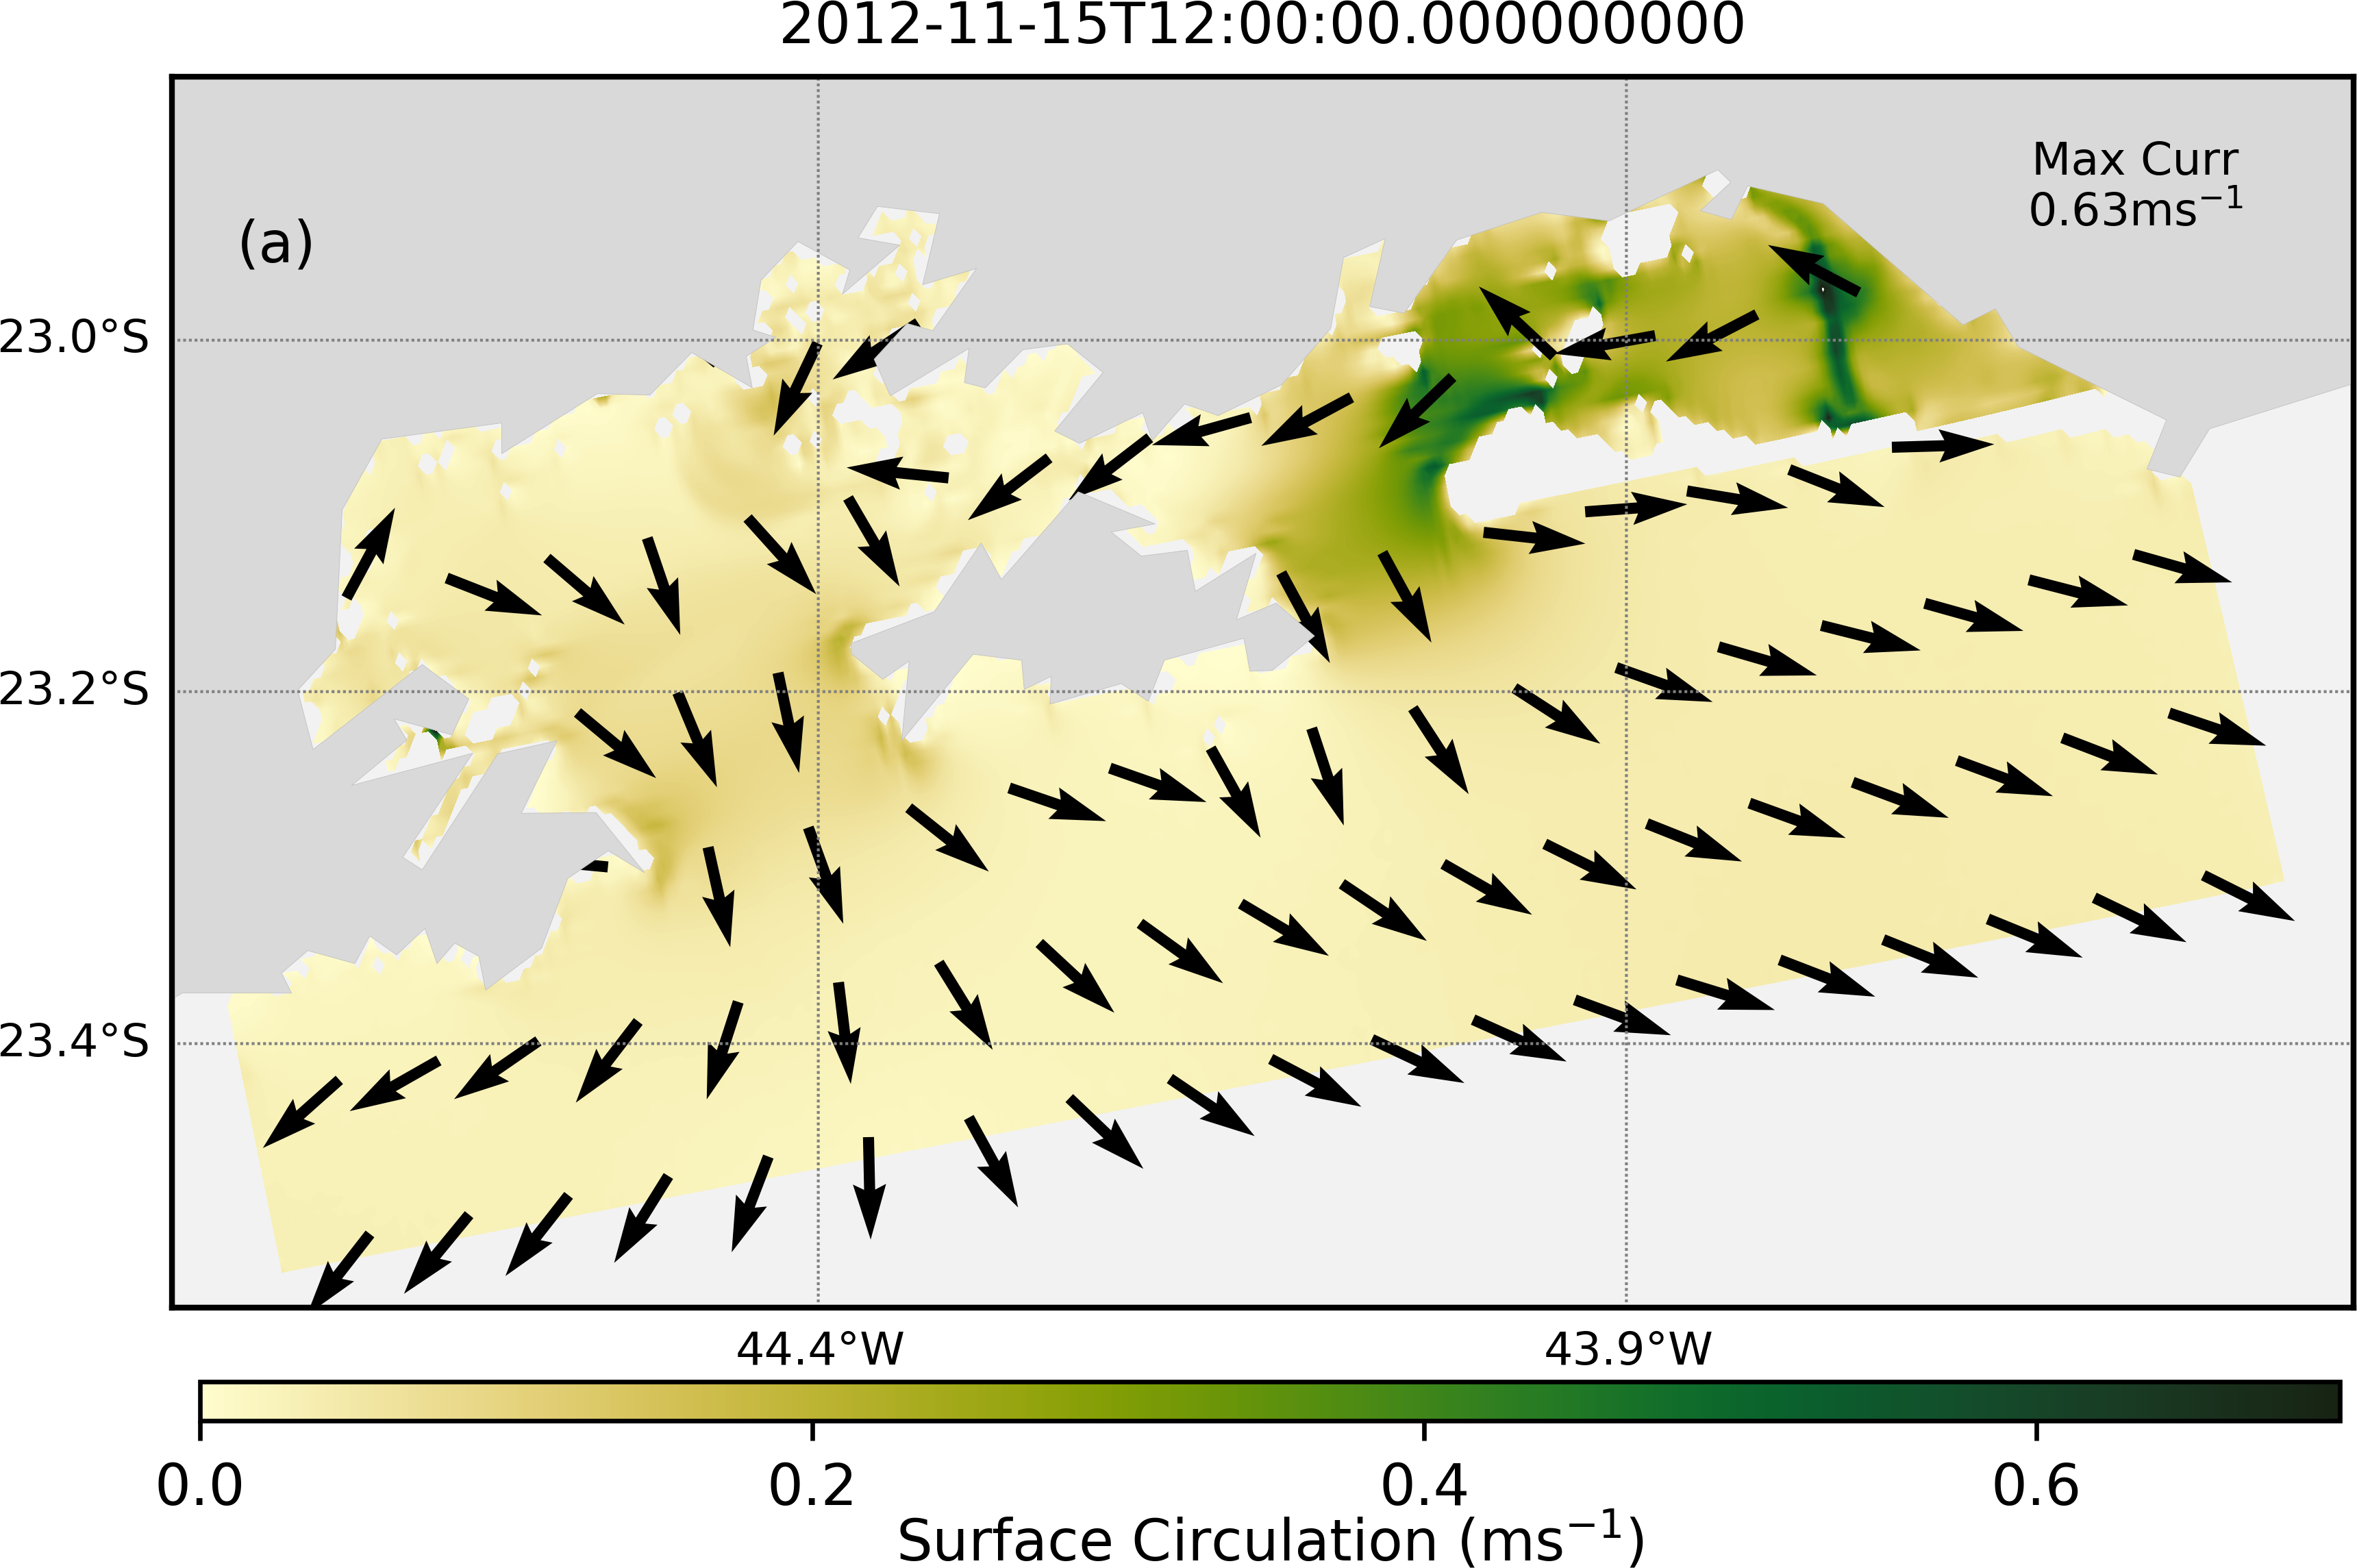 2012-11-15T12:00:00.000000000
Max Curr
0.63ms⁻¹
(a)
23.0°S
23.2°S
23.4°S
44.4°W 43.9°W
0.0 0.2 0.4 0.6
Surface Circulation (ms⁻¹)